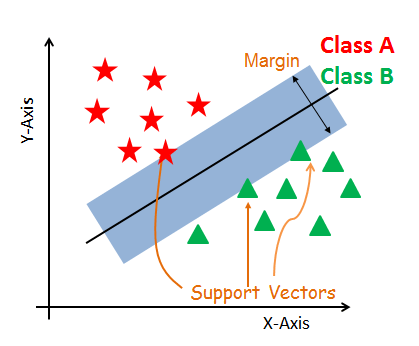 Class A
Margin
Class B
Y-Axis
Support Vectors
X-Axis